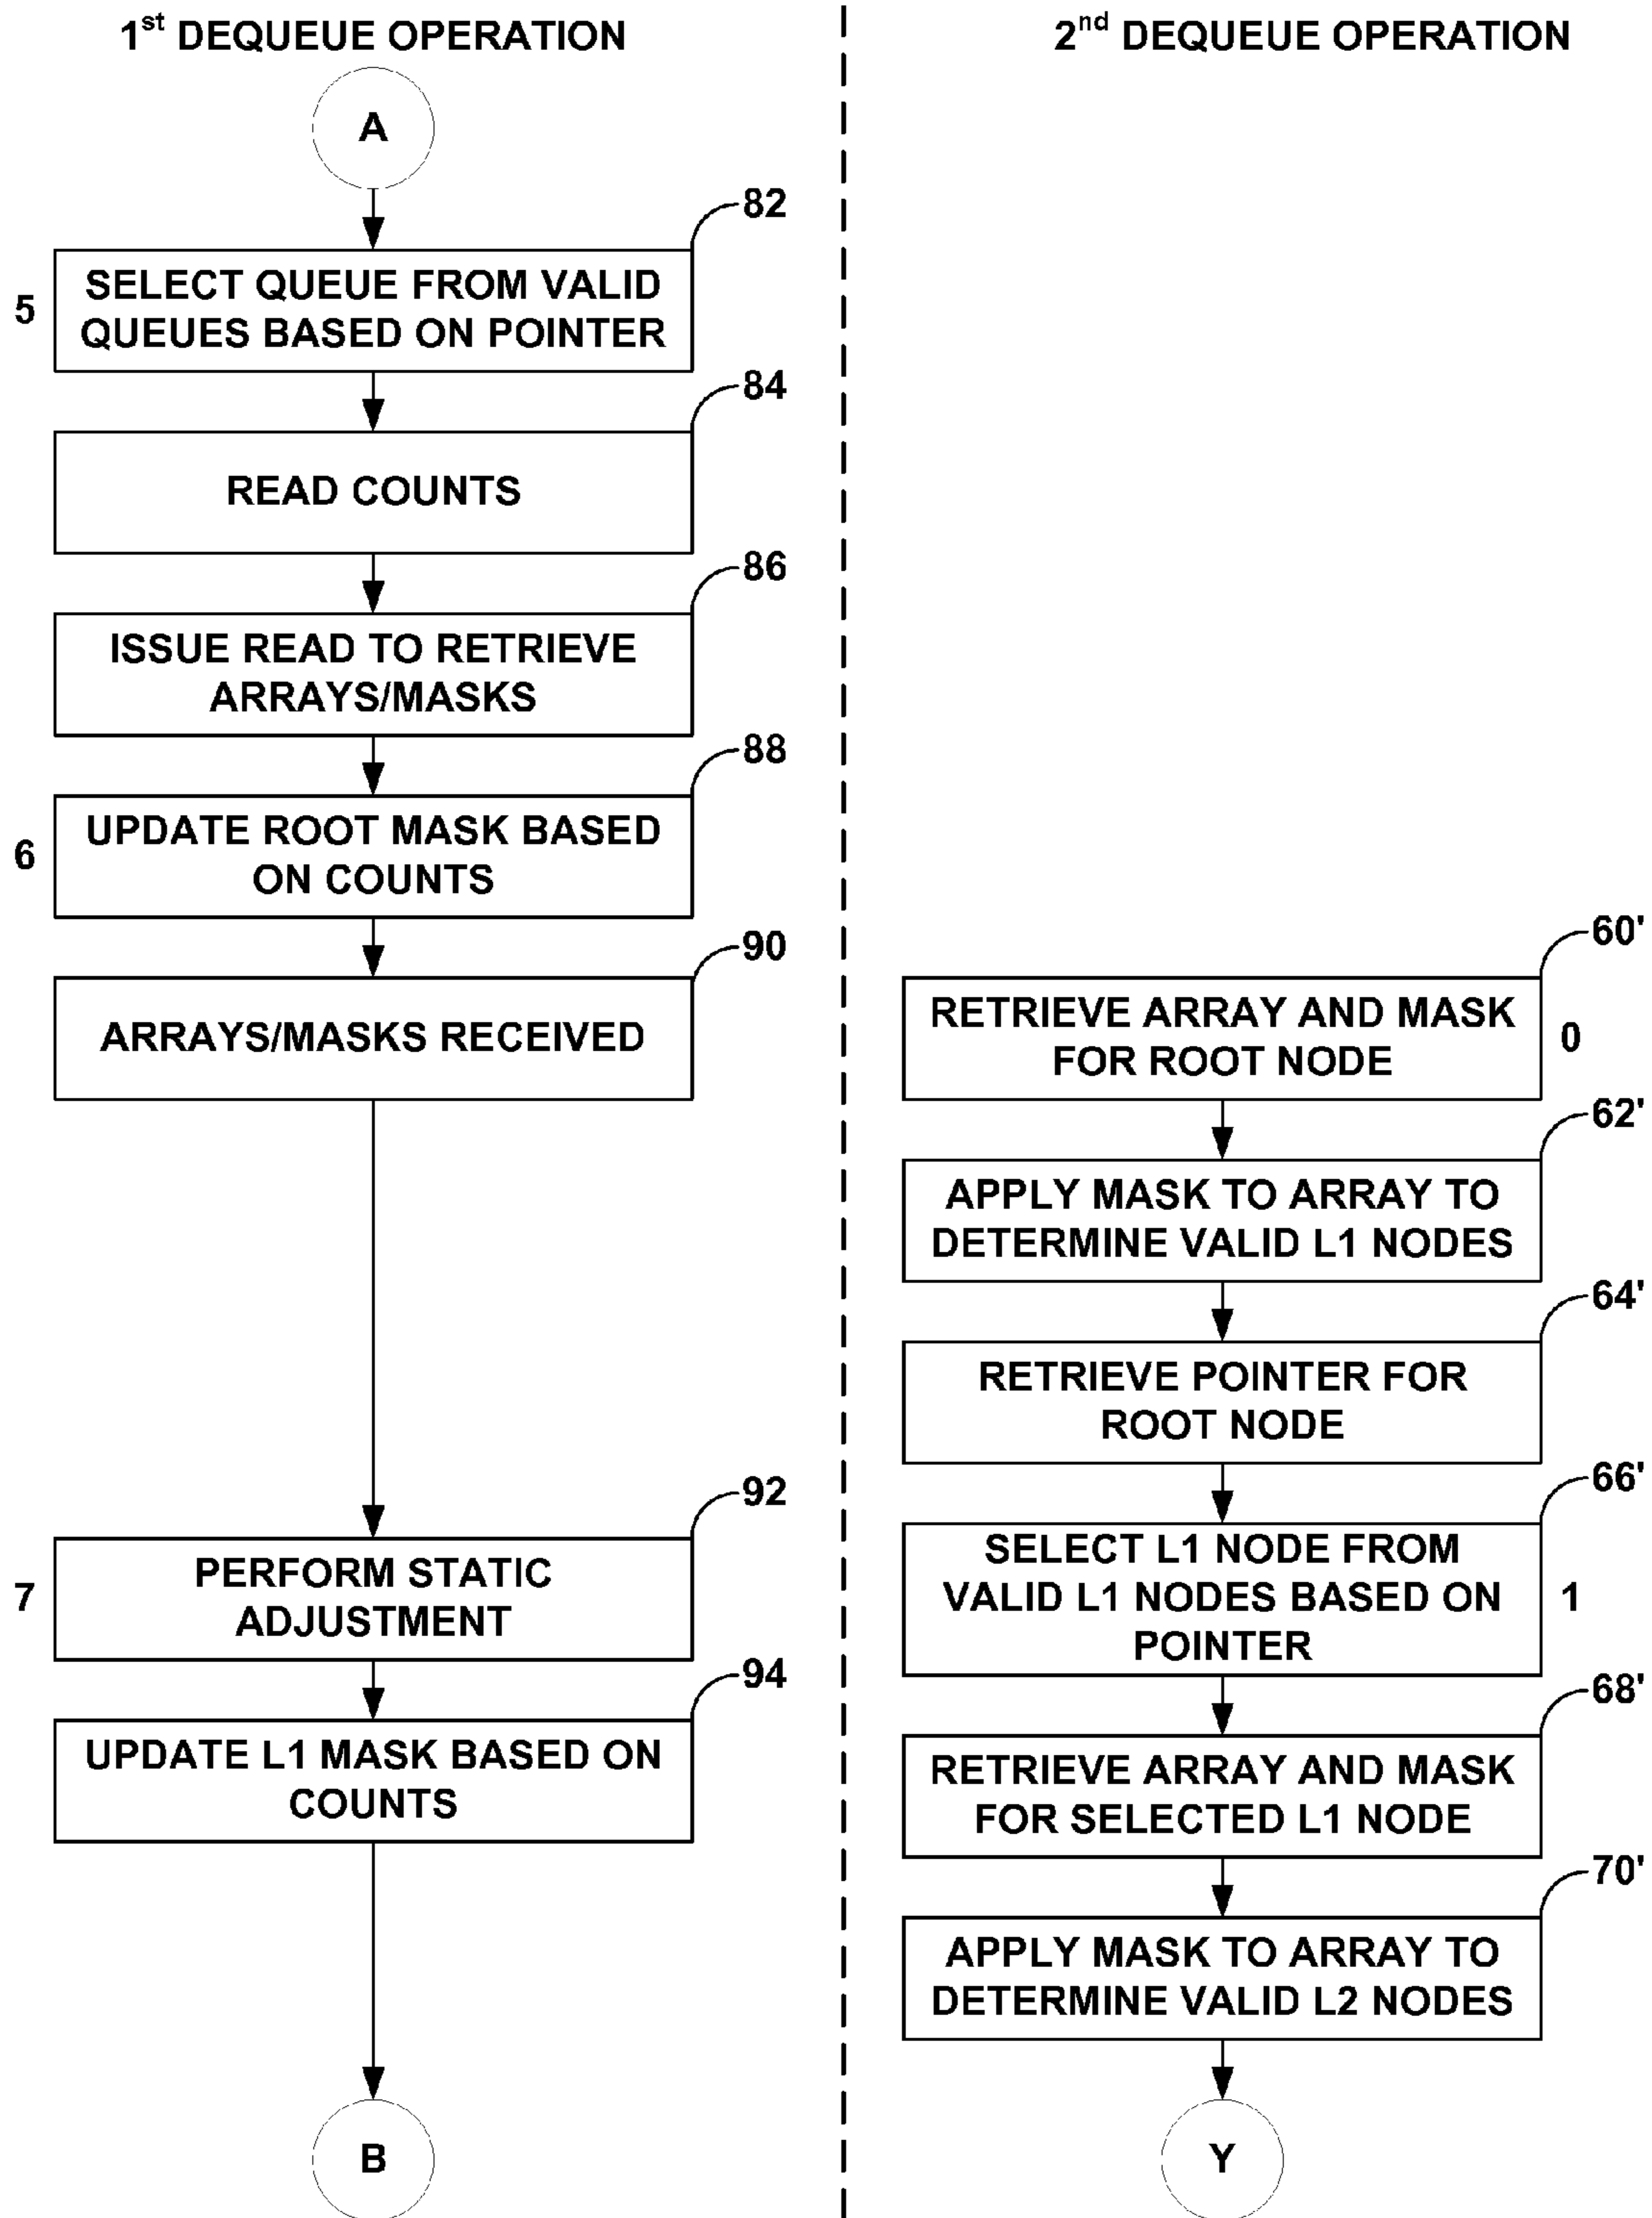 1st DEQUEUE OPERATION
A
82
5
SELECT QUEUE FROM VALID
QUEUES BASED ON POINTER
84
READ COUNTS
86
ISSUE READ TO RETRIEVE
ARRAYS/MASKS
88
6
UPDATE ROOT MASK BASED
ON COUNTS
90
ARRAYS/MASKS RECEIVED
92
7
PERFORM STATIC
ADJUSTMENT
94
UPDATE L1 MASK BASED ON
COUNTS
B
2nd DEQUEUE OPERATION
60'
RETRIEVE ARRAY AND MASK
FOR ROOT NODE
0
62'
APPLY MASK TO ARRAY TO
DETERMINE VALID L1 NODES
64'
RETRIEVE POINTER FOR
ROOT NODE
66'
SELECT L1 NODE FROM
VALID L1 NODES BASED ON
POINTER
1
68'
RETRIEVE ARRAY AND MASK
FOR SELECTED L1 NODE
70'
APPLY MASK TO ARRAY TO
DETERMINE VALID L2 NODES
Y